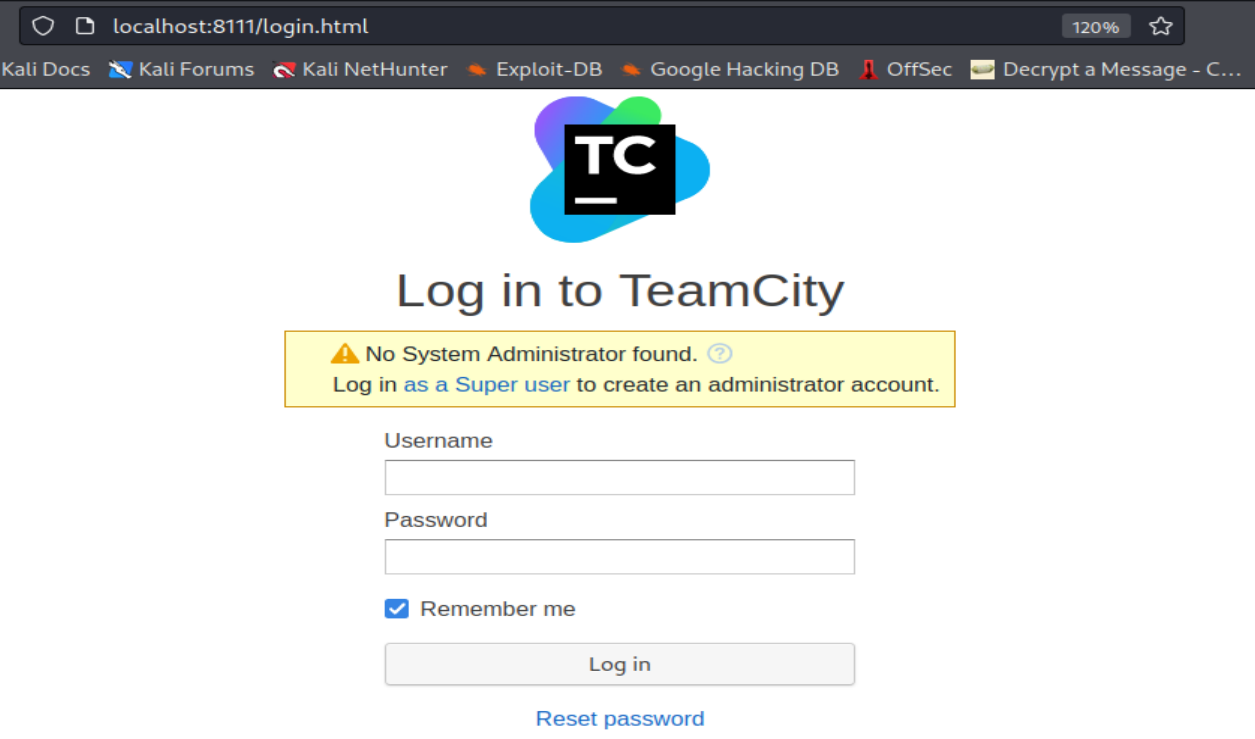 localhost:8111/login.html 120%
Kali Docs Kali Forums Kali NetHunter Exploit-DB Google Hacking DB OffSec Decrypt a Message - C...
TC
Log in to TeamCity
No System Administrator found. ?
Log in as a Super user to create an administrator account.
Username
Password
Remember me
Log in
Reset password